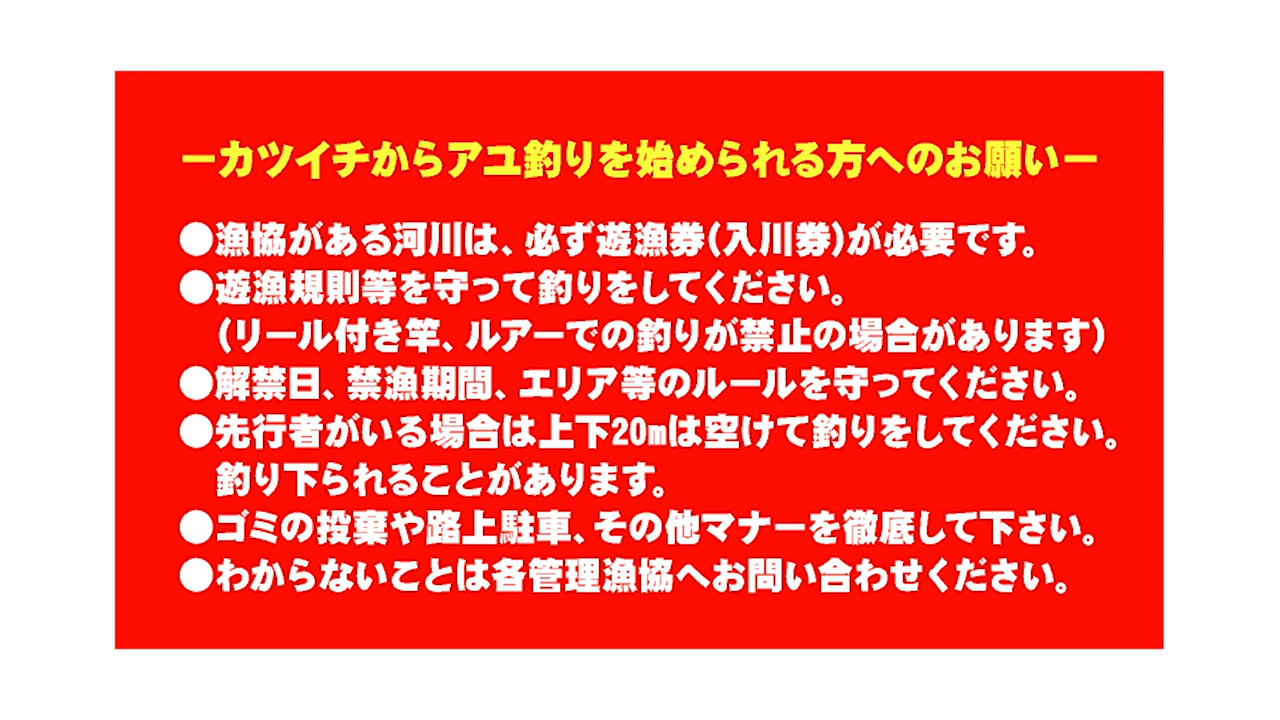 ーカツイチからアユ釣りを始められる方へのお願いー
●漁協がある河川は、必ず遊漁券(入川券)が必要です。
●遊漁規則等を守って釣りをしてください。
(リール付き竿、ルアーでの釣りが禁止の場合があります)
●解禁日、禁漁期間、エリア等のルールを守ってください。
●先行者がいる場合は上下20mは空けて釣りをしてください。
釣り下られることがあります。
●ゴミの投棄や路上駐車、その他マナーを徹底して下さい。
●わからないことは各管理漁協へお問い合わせください。